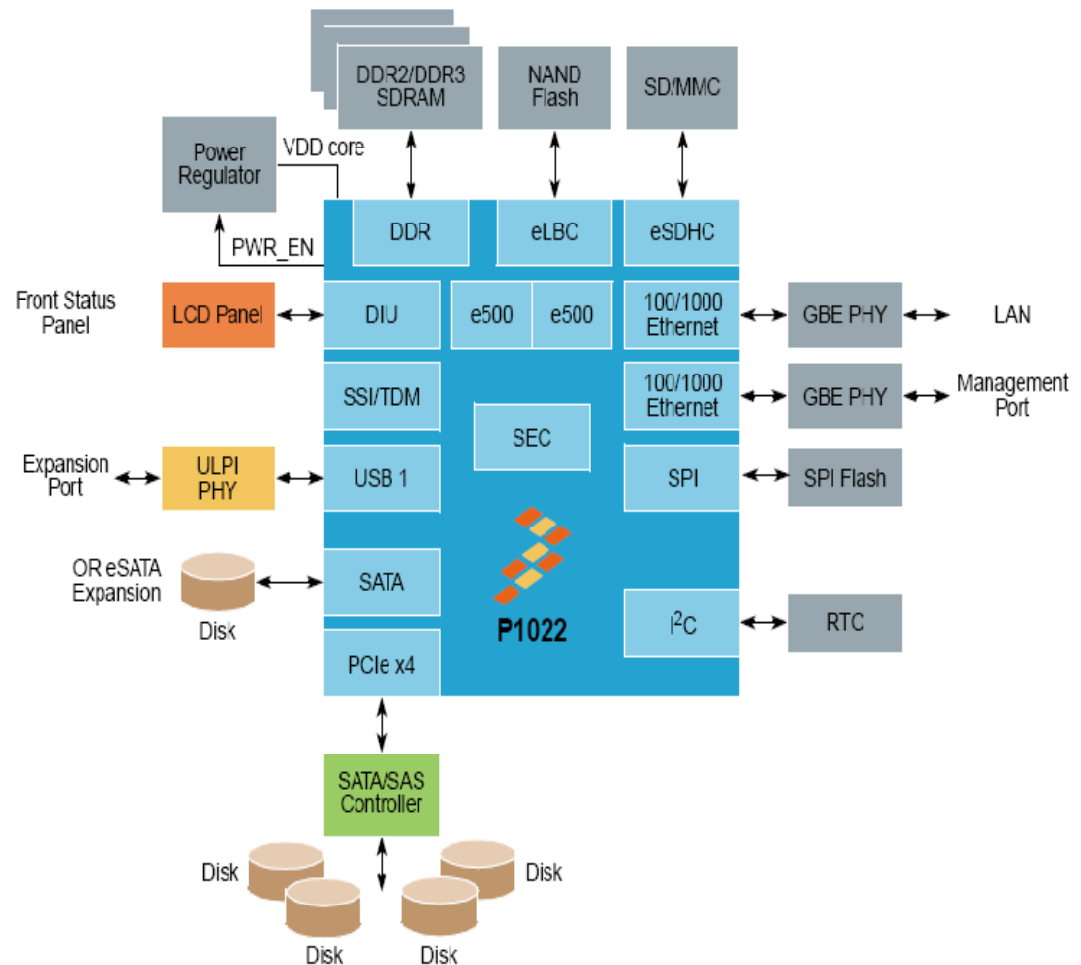 DDR2/DDR3
SDRAM
NAND
Flash
SD/MMC
Power
Regulator
VDD core
PWR_EN
DDR
eLBC
eSDHC
Front Status
Panel
LCD Panel
DIU
e500
e500
100/1000
Ethernet
GBE PHY
LAN
SSI/TDM
100/1000
Ethernet
GBE PHY
Management
Port
SEC
Expansion
Port
ULPI
PHY
USB 1
SPI
SPI Flash
OR eSATA
Expansion
Disk
SATA
P1022
I²C
RTC
PCIe x4
SATA/SAS
Controller
Disk
Disk
Disk
Disk